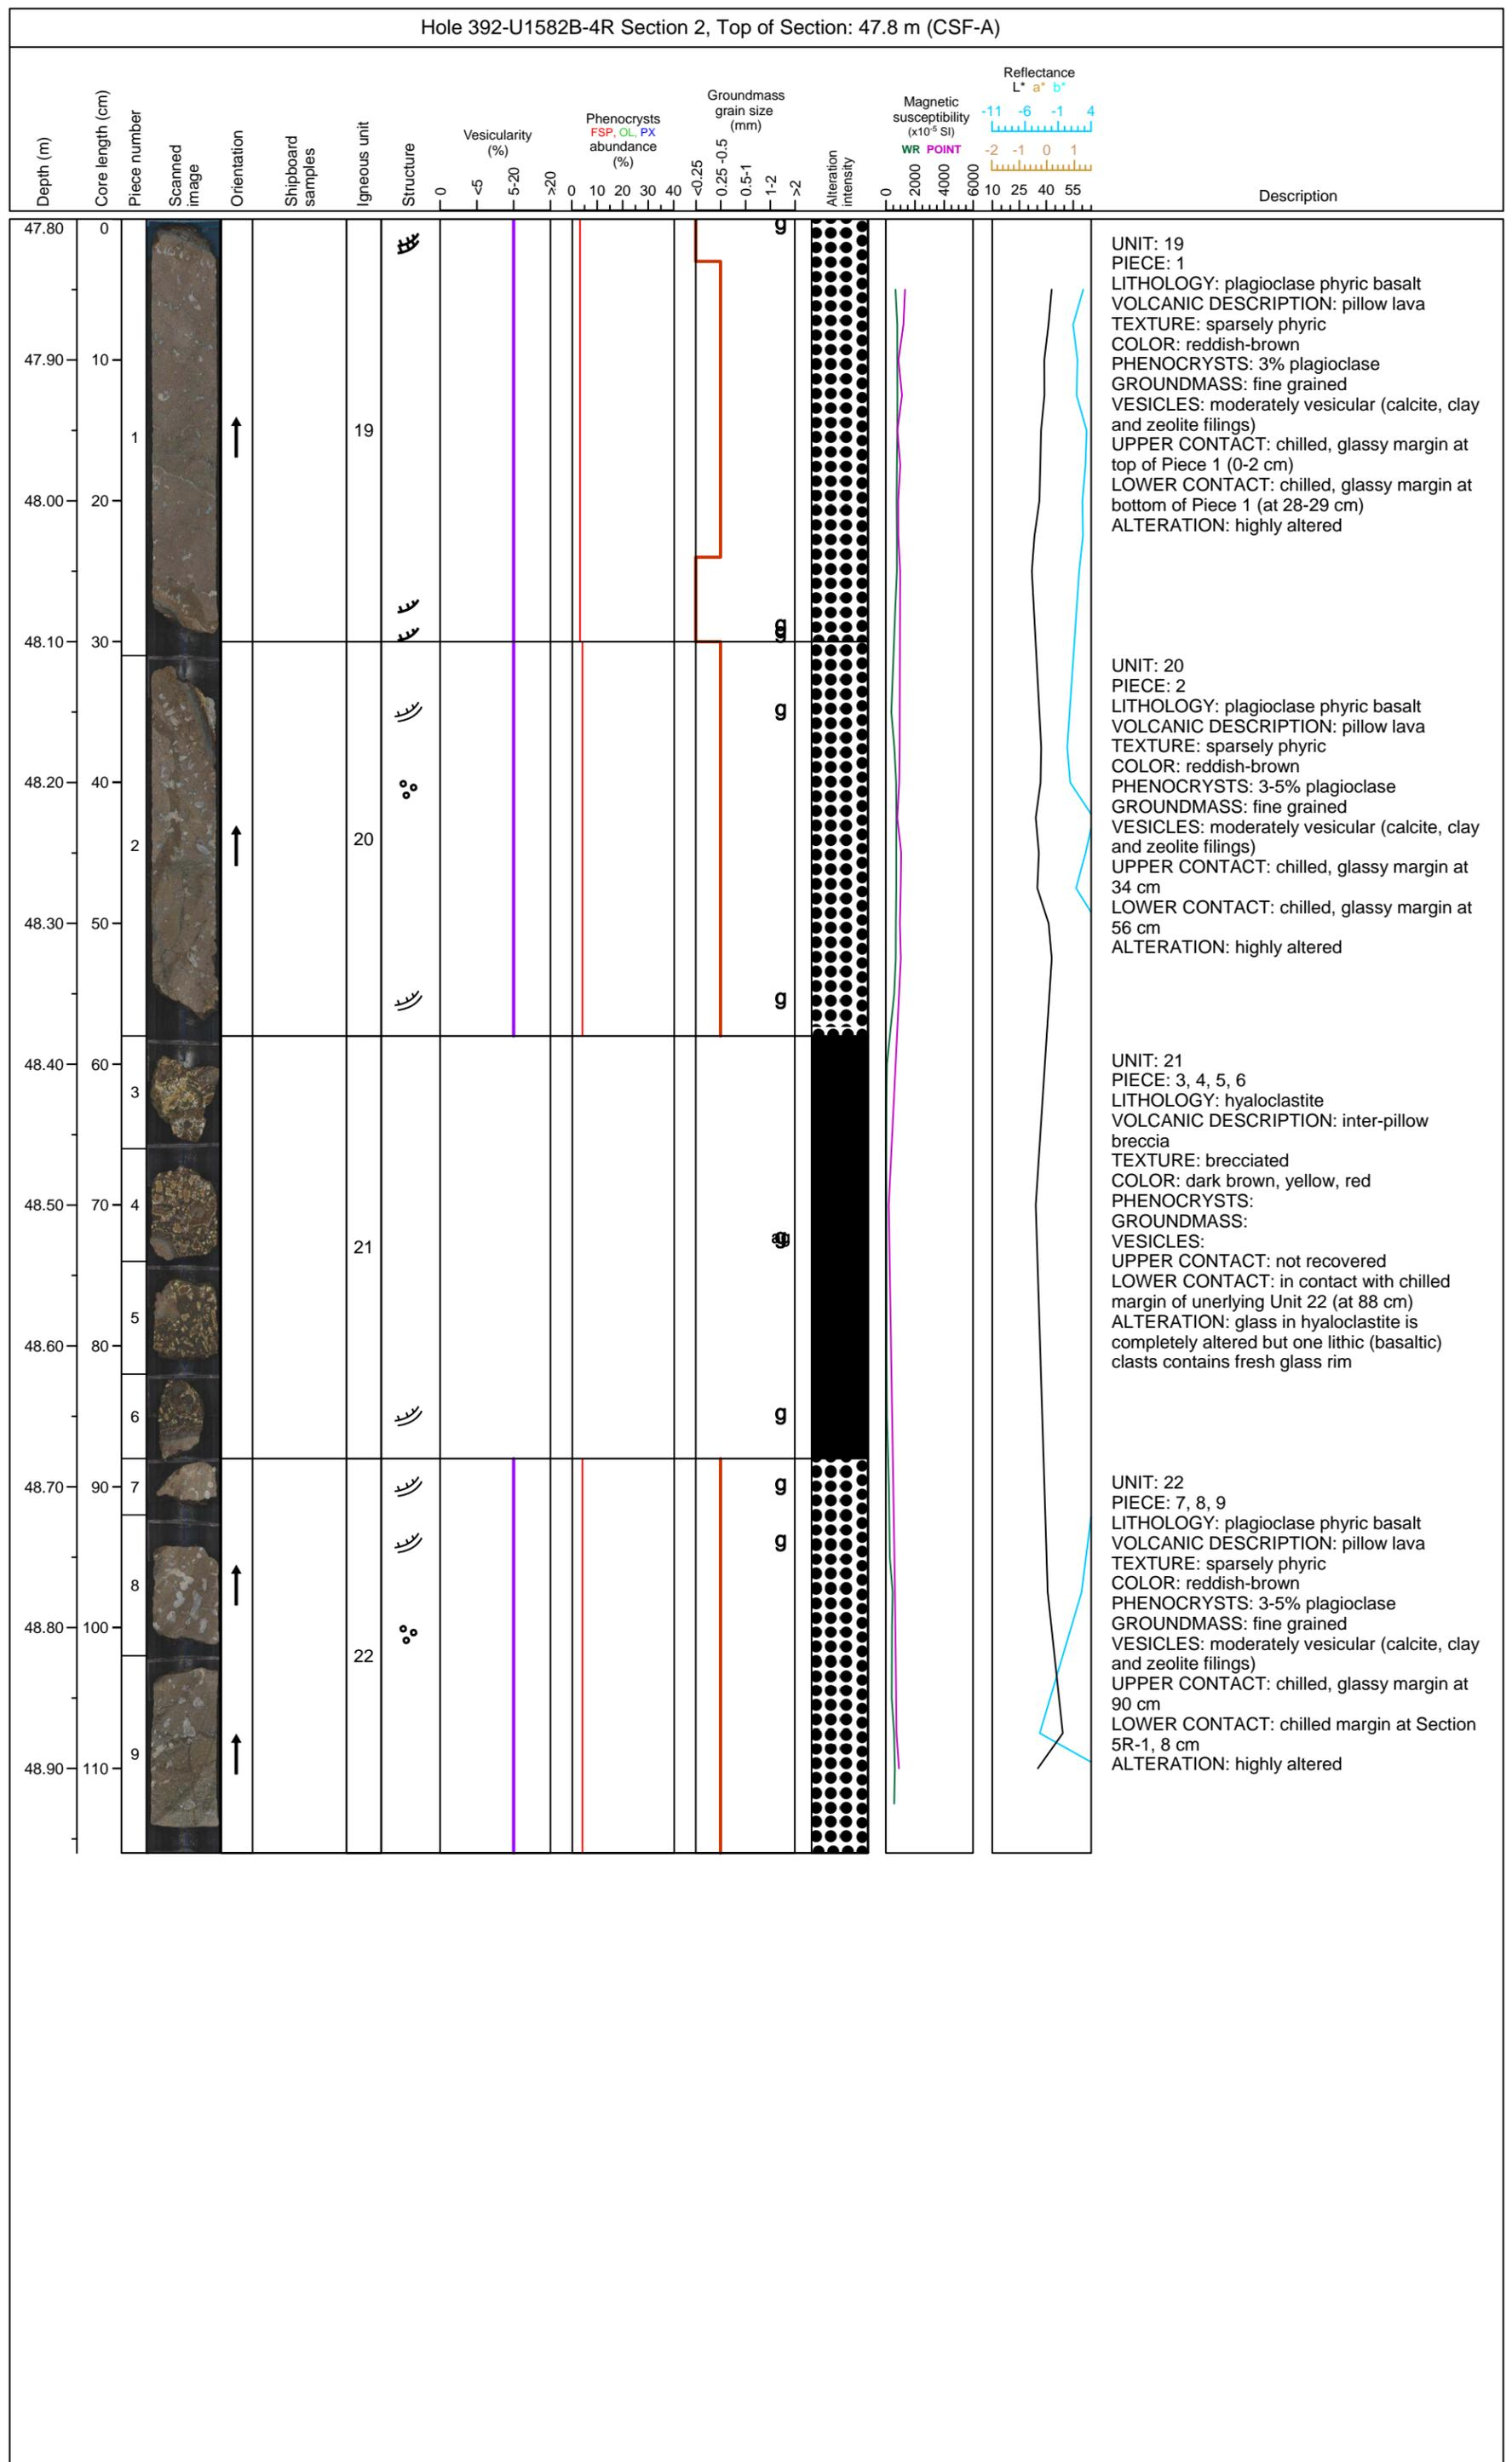 Hole 392-U1582B-4R Section 2, Top of Section: 47.8 m (CSF-A)
Depth (m)
Core length (cm)
Piece number
Scanned
image
Orientation
Shipboard
samples
Igneous unit
Structure
Vesicularity
(%)
0
<5
5-20
>20
Phenocrysts
FSP, OL, PX
abundance
(%)
0 10 20 30 40
Groundmass
grain size
(mm)
<0.25
0.25 -0.5
0.5-1
1-2
>2
Alteration
intensity
Magnetic
susceptibility
(x10-5 SI)
WR POINT
0
2000
4000
6000
Reflectance
L* a* b*
-11 -6 -1 4
-2 -1 0 1
10 25 40 55
Description
47.80 0
47.90 10
48.00 20
48.10 30
48.20 40
48.30 50
48.40 60
48.50 70
48.60 80
48.70 90
48.80 100
48.90 110
1
2
3
4
5
6
7
8
9
19
20
21
22
g
g
g
g
g
g
g
g
UNIT: 19
PIECE: 1
LITHOLOGY: plagioclase phyric basalt
VOLCANIC DESCRIPTION: pillow lava
TEXTURE: sparsely phyric
COLOR: reddish-brown
PHENOCRYSTS: 3% plagioclase
GROUNDMASS: fine grained
VESICLES: moderately vesicular (calcite, clay
and zeolite filings)
UPPER CONTACT: chilled, glassy margin at
top of Piece 1 (0-2 cm)
LOWER CONTACT: chilled, glassy margin at
bottom of Piece 1 (at 28-29 cm)
ALTERATION: highly altered
UNIT: 20
PIECE: 2
LITHOLOGY: plagioclase phyric basalt
VOLCANIC DESCRIPTION: pillow lava
TEXTURE: sparsely phyric
COLOR: reddish-brown
PHENOCRYSTS: 3-5% plagioclase
GROUNDMASS: fine grained
VESICLES: moderately vesicular (calcite, clay
and zeolite filings)
UPPER CONTACT: chilled, glassy margin at
34 cm
LOWER CONTACT: chilled, glassy margin at
56 cm
ALTERATION: highly altered
UNIT: 21
PIECE: 3, 4, 5, 6
LITHOLOGY: hyaloclastite
VOLCANIC DESCRIPTION: inter-pillow
breccia
TEXTURE: brecciated
COLOR: dark brown, yellow, red
PHENOCRYSTS:
GROUNDMASS:
VESICLES:
UPPER CONTACT: not recovered
LOWER CONTACT: in contact with chilled
margin of unerlying Unit 22 (at 88 cm)
ALTERATION: glass in hyaloclastite is
completely altered but one lithic (basaltic)
clasts contains fresh glass rim
UNIT: 22
PIECE: 7, 8, 9
LITHOLOGY: plagioclase phyric basalt
VOLCANIC DESCRIPTION: pillow lava
TEXTURE: sparsely phyric
COLOR: reddish-brown
PHENOCRYSTS: 3-5% plagioclase
GROUNDMASS: fine grained
VESICLES: moderately vesicular (calcite, clay
and zeolite filings)
UPPER CONTACT: chilled, glassy margin at
90 cm
LOWER CONTACT: chilled margin at Section
5R-1, 8 cm
ALTERATION: highly altered